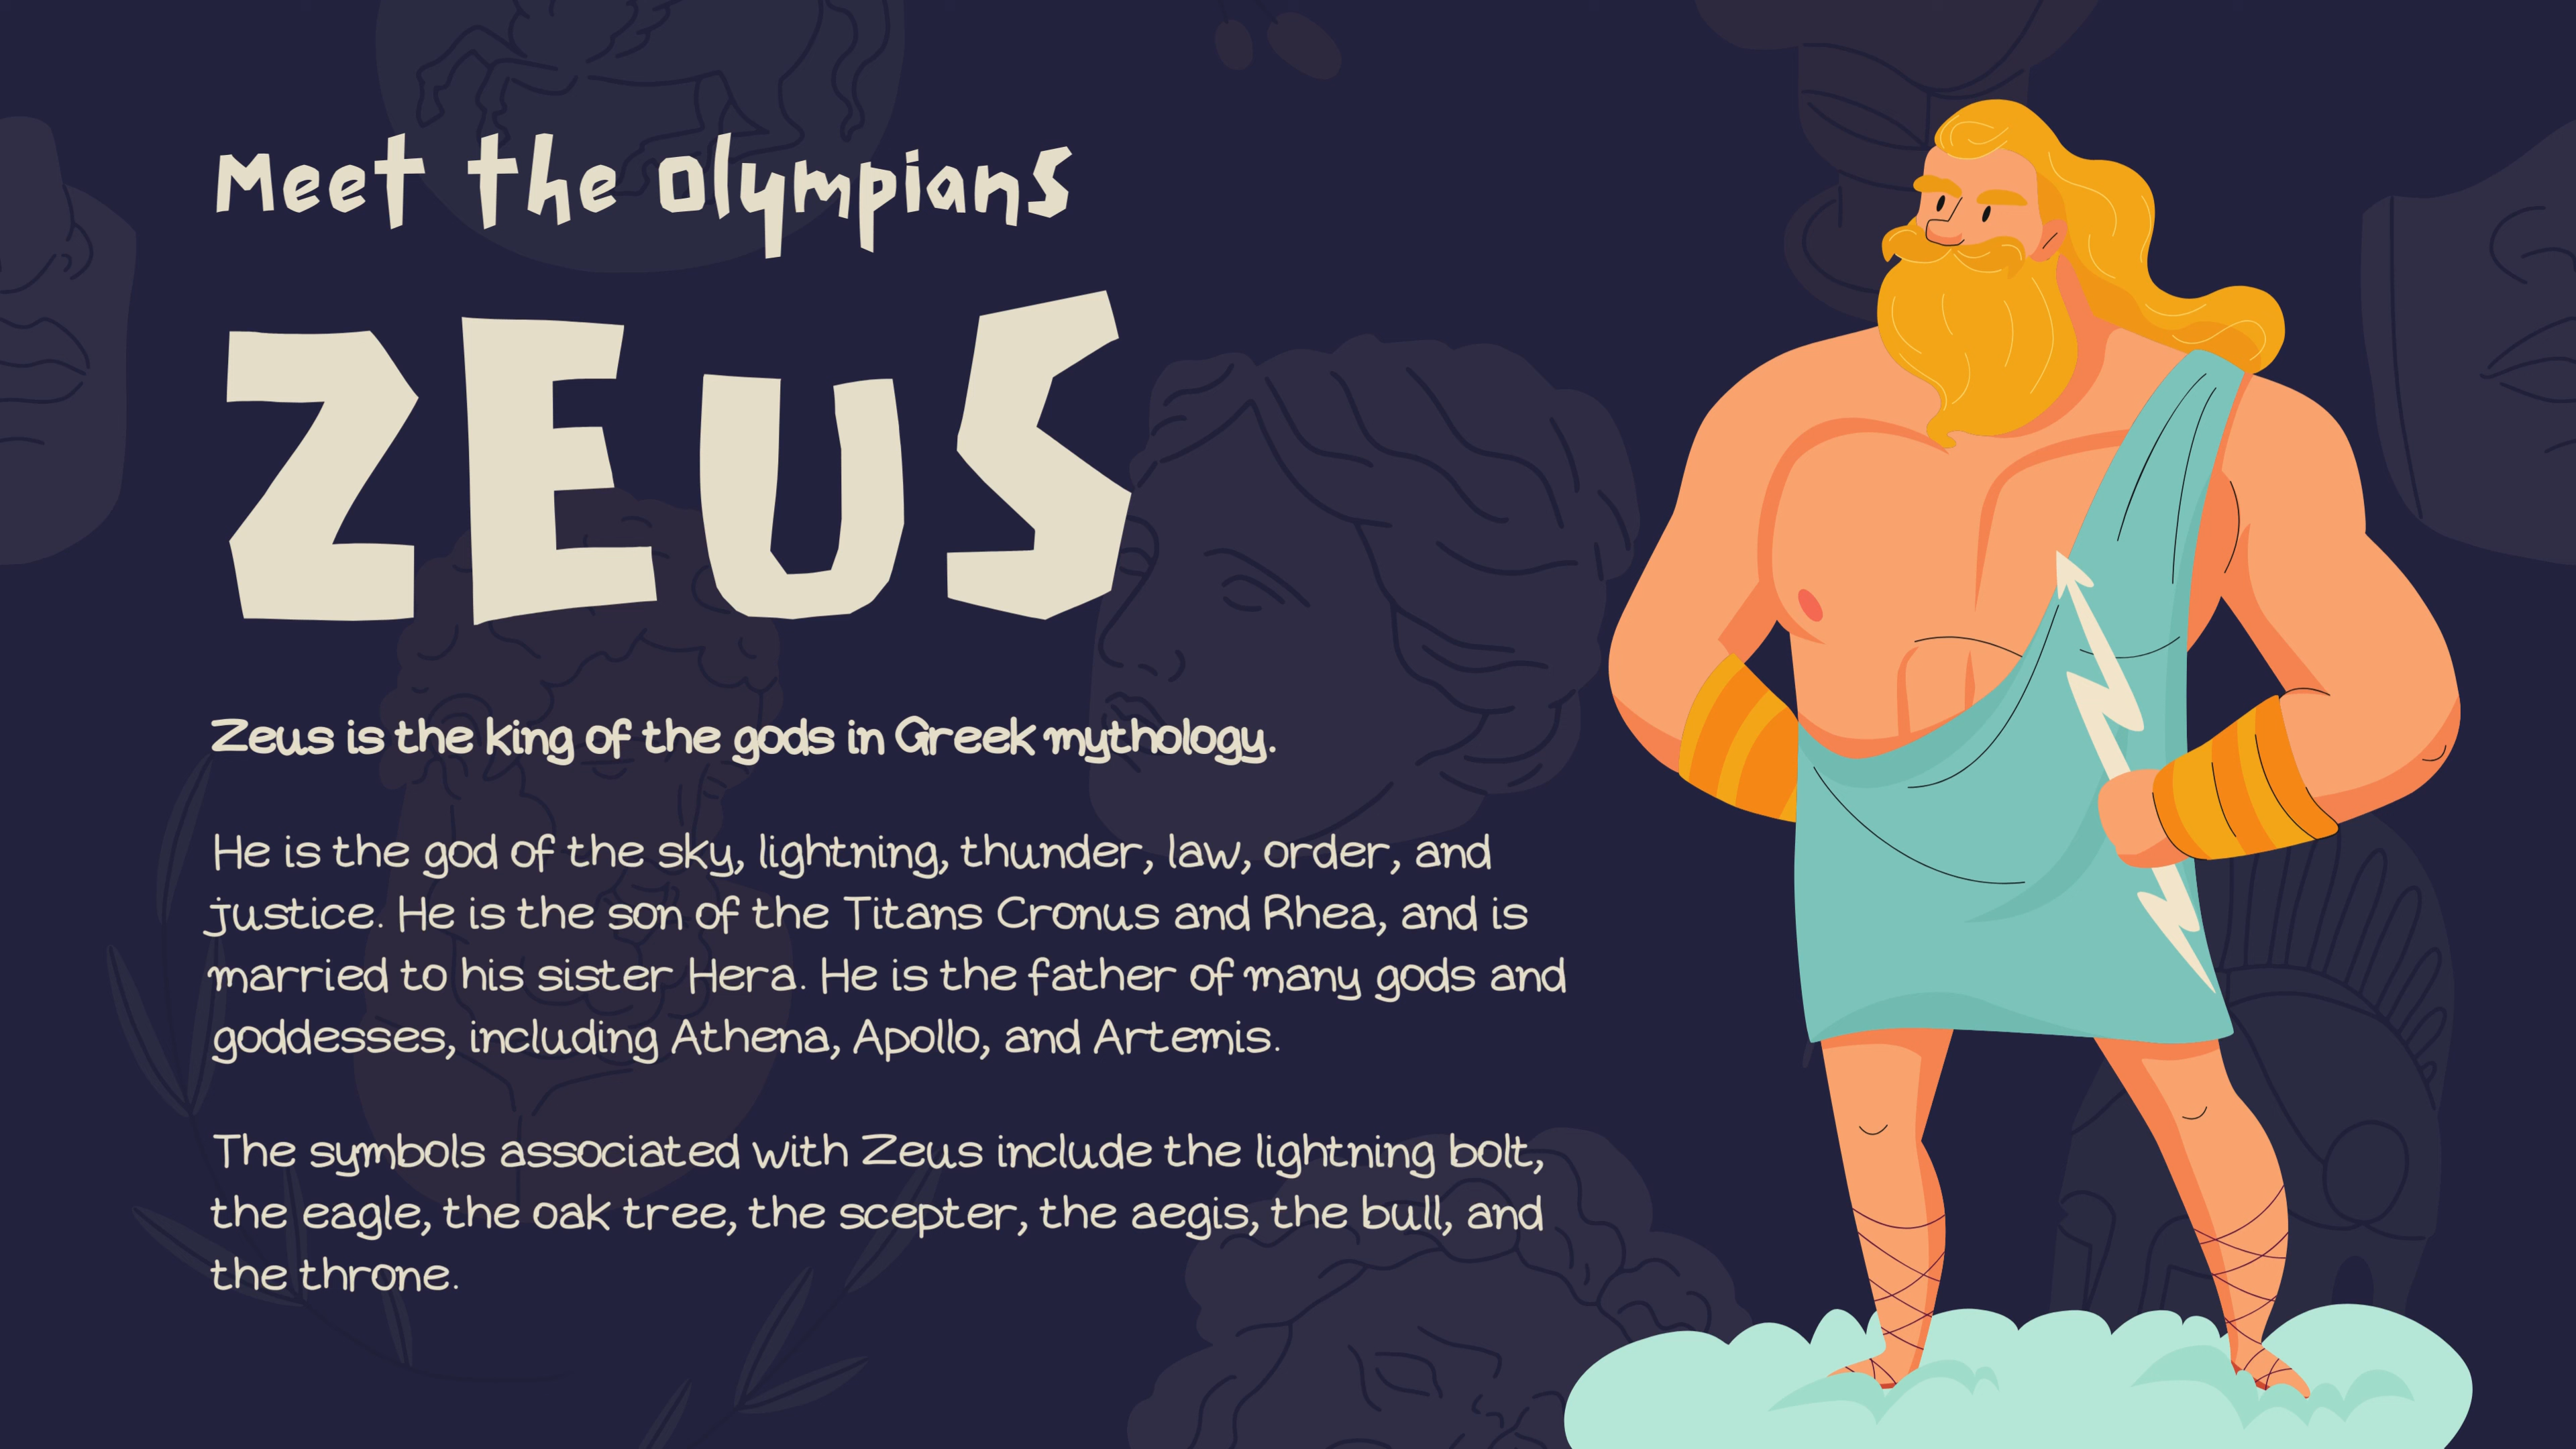 Meet the Olympians
ZEUS
Zeus is the king of the gods in Greek mythology.
He is the god of the sky, lightning, thunder, law, order, and
justice. He is the son of the Titans Cronus and Rhea, and is
married to his sister Hera. He is the father of many gods and
goddesses, including Athena, Apollo, and Artemis.
The symbols associated with Zeus include the lightning bolt,
the eagle, the oak tree, the scepter, the aegis, the bull, and
the throne.